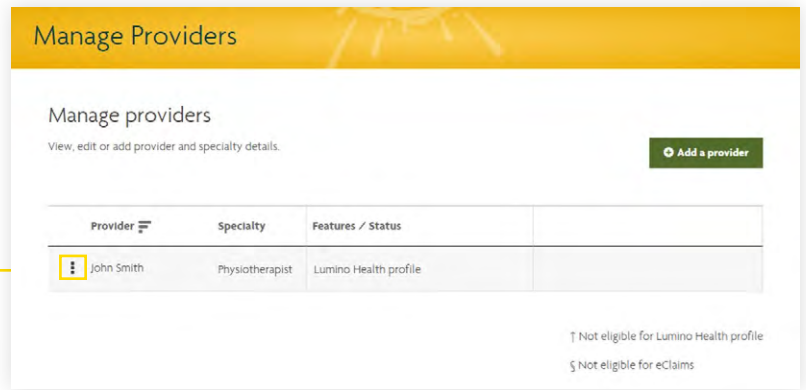 Manage Providers
Manage providers
View, edit or add provider and specialty details.
Add a provider
Provider Specialty Features / Status
John Smith Physiotherapist Lumino Health profile
† Not eligible for Lumino Health profile
§ Not eligible for eClaims